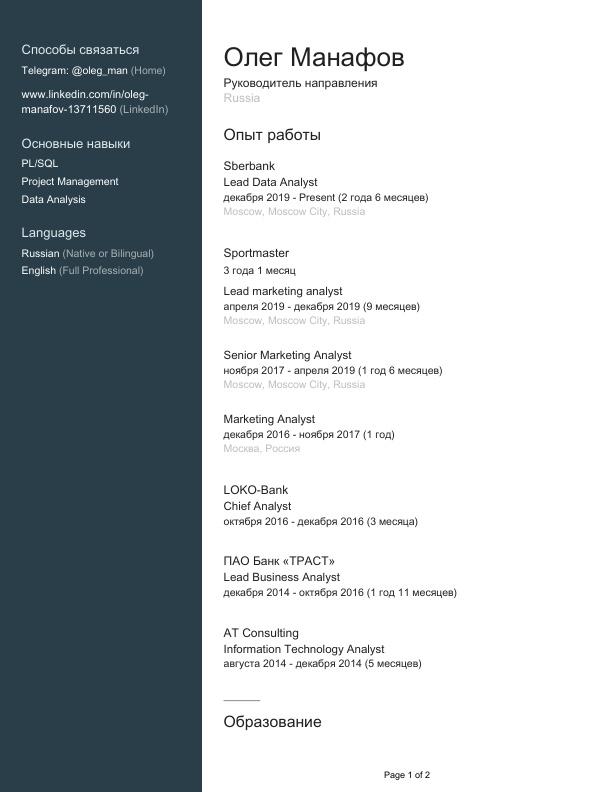 Способы связаться
Telegram: @oleg_man (Home)
www.linkedin.com/in/oleg-
manafov-13711560 (LinkedIn)
Основные навыки
PL/SQL
Project Management
Data Analysis
Languages
Russian (Native or Bilingual)
English (Full Professional)
Олег Манафов
Руководитель направления
Russia
Опыт работы
Sberbank
Lead Data Analyst
декабря 2019 - Present (2 года 6 месяцев)
Moscow, Moscow City, Russia
Sportmaster
3 года 1 месяц
Lead marketing analyst
апреля 2019 - декабря 2019 (9 месяцев)
Moscow, Moscow City, Russia
Senior Marketing Analyst
ноября 2017 - апреля 2019 (1 год 6 месяцев)
Moscow, Moscow City, Russia
Marketing Analyst
декабря 2016 - ноября 2017 (1 год)
Москва, Россия
LOKO-Bank
Chief Analyst
октября 2016 - декабря 2016 (3 месяца)
ПАО Банк «ТРАСТ»
Lead Business Analyst
декабря 2014 - октября 2016 (1 год 11 месяцев)
AT Consulting
Information Technology Analyst
августа 2014 - декабря 2014 (5 месяцев)
Образование
Page 1 of 2